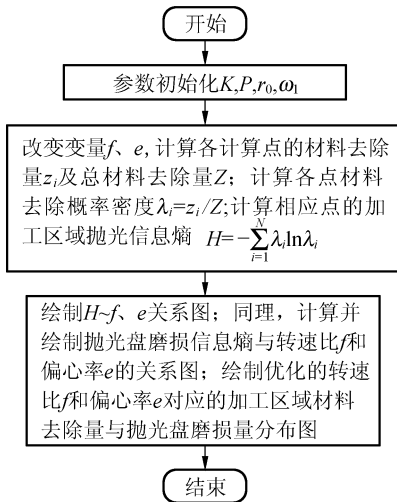 开始
参数初始化K,P,r₀,ω₁
改变变量f、e,计算各计算点的材料去除
量zᵢ及总材料去除量Z；计算各点材料
去除概率密度λᵢ=zᵢ/Z;计算相应点的加
工区域抛光信息熵 H=-∑ᵢ₌₁ᴺλᵢlnλᵢ
绘制H~f、e关系图；同理，计算并
绘制抛光盘磨损信息熵与转速比f和
偏心率e的关系图；绘制优化的转速
比f和偏心率e对应的加工区域材料
去除量与抛光盘磨损量分布图
结束